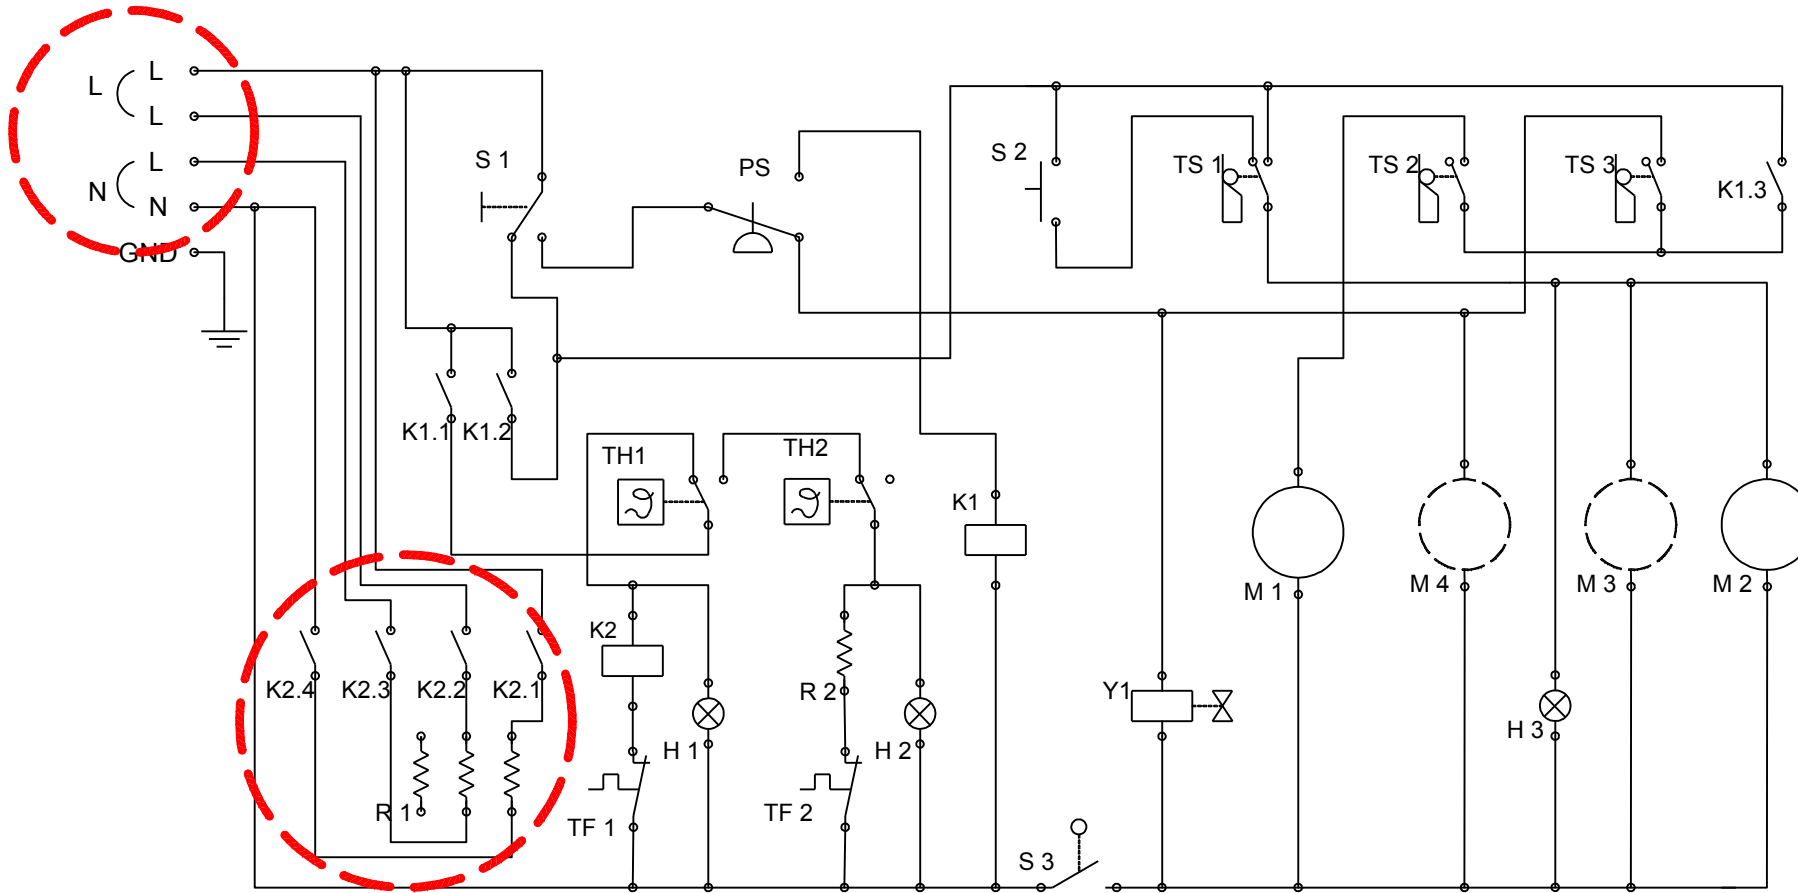 L
L
L
L
N
N
GND
S 1
PS
S 2
TS 1
TS 2
TS 3
K1.3
K1.1
K1.2
TH1
TH2
K1
M 1
M 4
M 3
M 2
K2
K2.4
K2.3
K2.2
K2.1
R 2
Y1
H 1
H 2
H 3
R 1
TF 1
TF 2
S 3